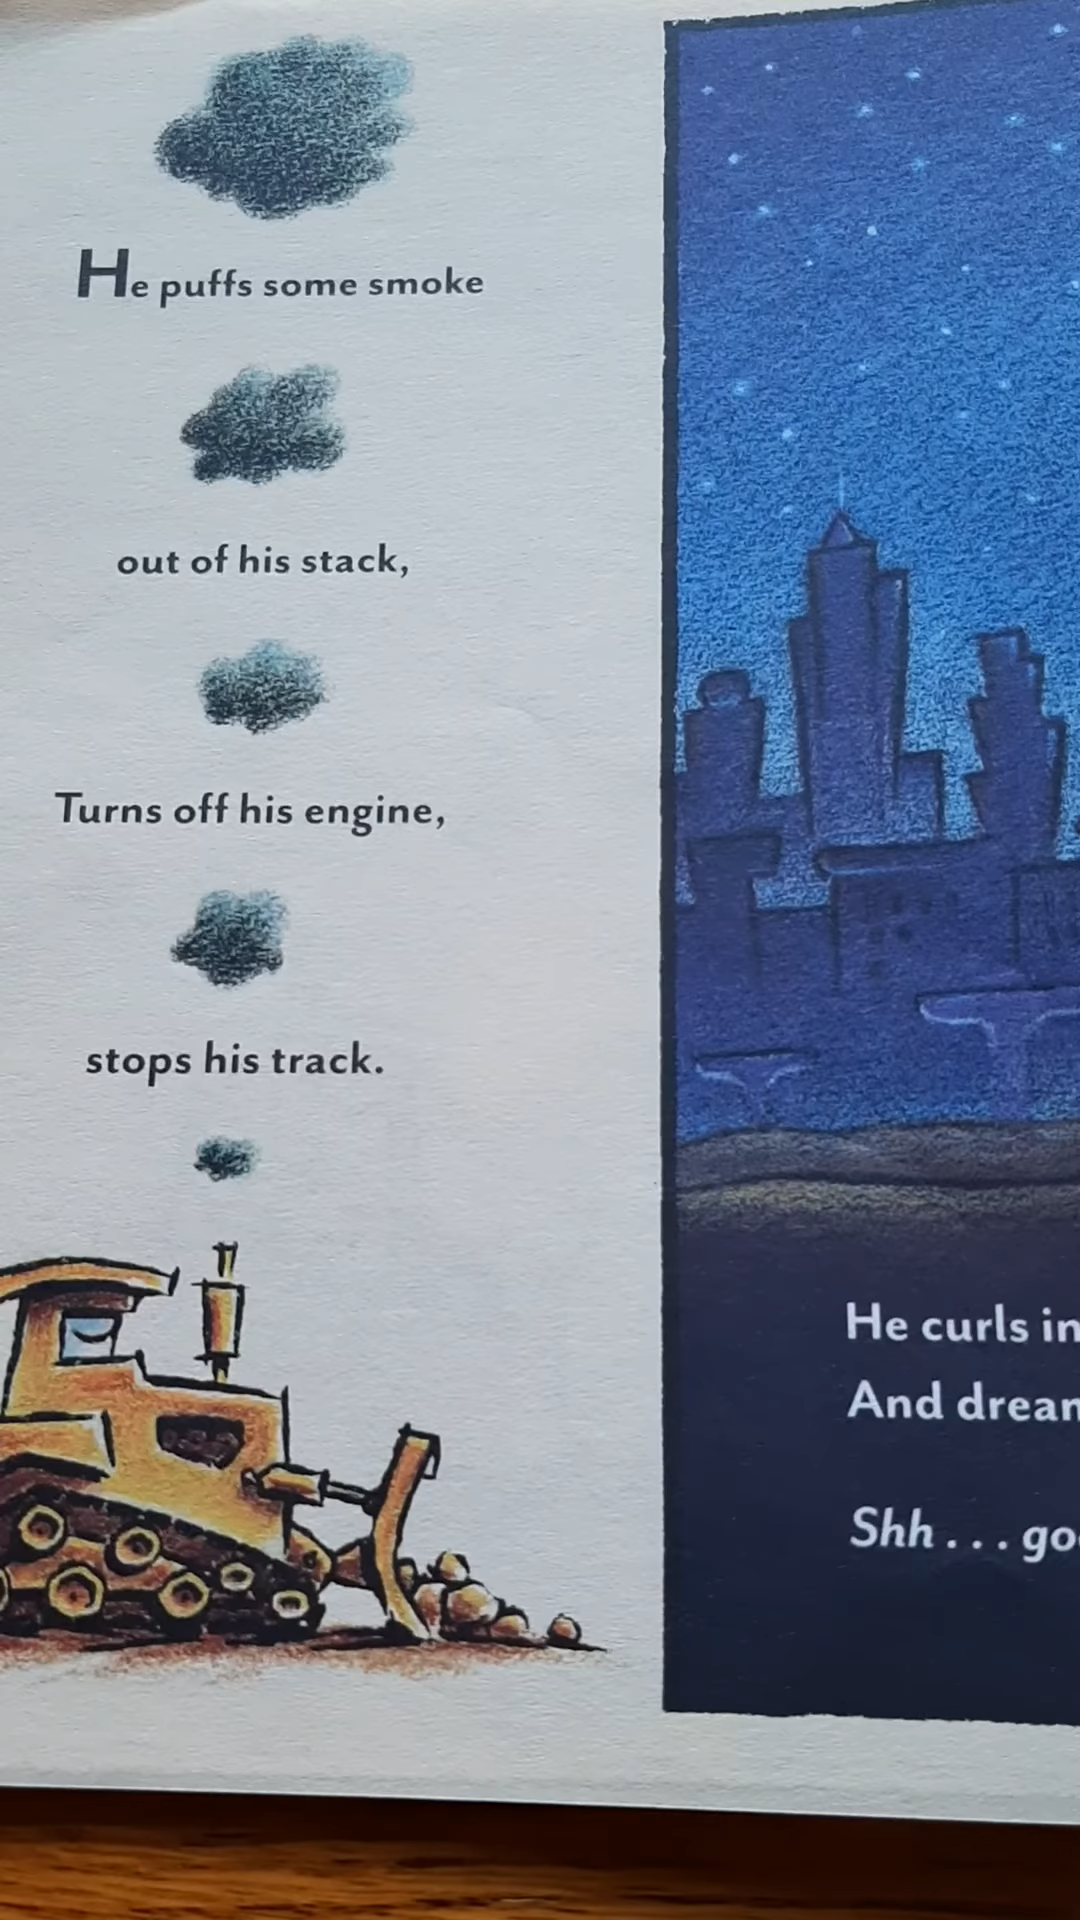 He puffs some smoke
out of his stack,
Turns off his engine,
stops his track.
He curls in
And
Shh . . .